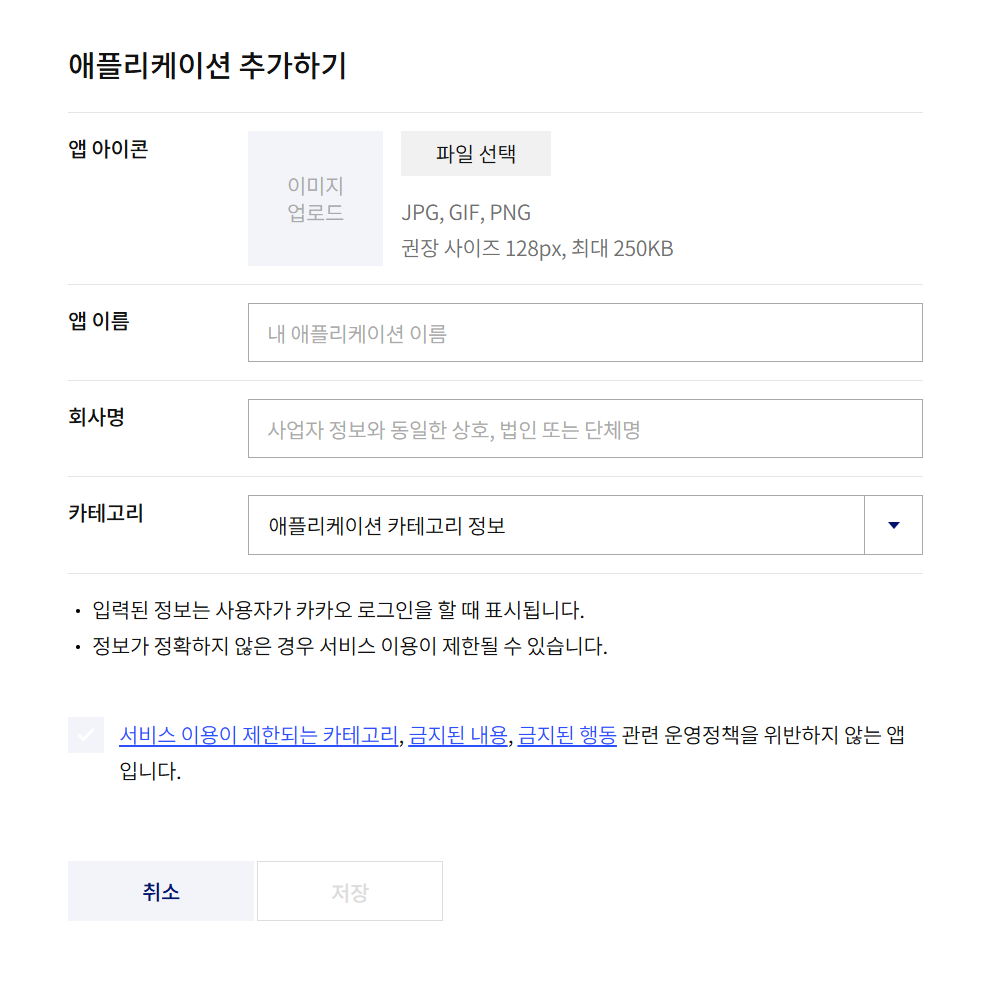 애플리케이션 추가하기
앱 아이콘
이미지
업로드
파일 선택
JPG, GIF, PNG
권장 사이즈 128px, 최대 250KB
앱 이름
내 애플리케이션 이름
회사명
사업자 정보와 동일한 상호, 법인 또는 단체명
카테고리
애플리케이션 카테고리 정보
• 입력된 정보는 사용자가 카카오 로그인을 할 때 표시됩니다.
• 정보가 정확하지 않은 경우 서비스 이용이 제한될 수 있습니다.
서비스 이용이 제한되는 카테고리, 금지된 내용, 금지된 행동 관련 운영정책을 위반하지 않는 앱
입니다.
취소
저장